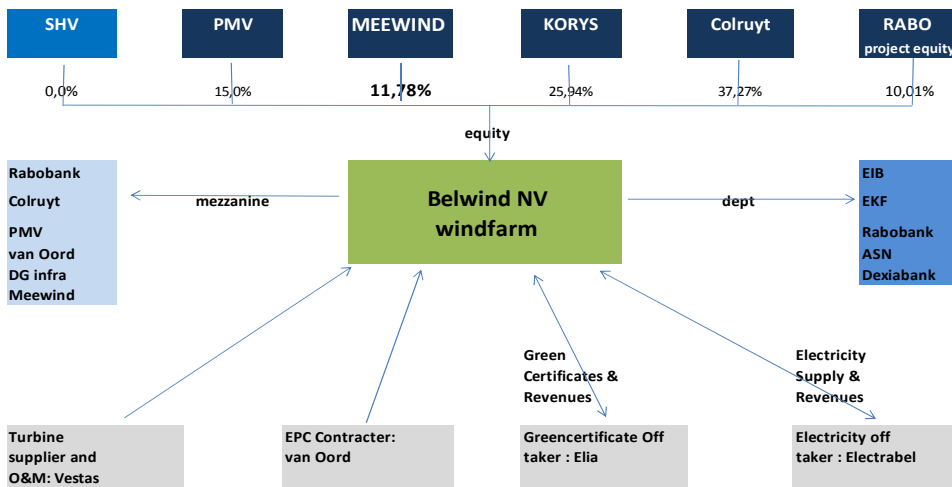 SHV
PMV
MEEWIND
KORYS
Colruyt
RABO
project equity
0,0%
15,0%
11,78%
25,94%
37,27%
10,01%
equity
Rabobank
Colruyt
PMV
van Oord
DG infra
Meewind
mezzanine
Belwind NV
windfarm
dept
EIB
EKF
Rabobank
ASN
Dexiabank
Green
Certificates &
Revenues
Electricity
Supply &
Revenues
Turbine
supplier and
O&M: Vestas
EPC Contracter:
van Oord
Greencertificate Off
taker : Elia
Electricity off
taker : Electrabel